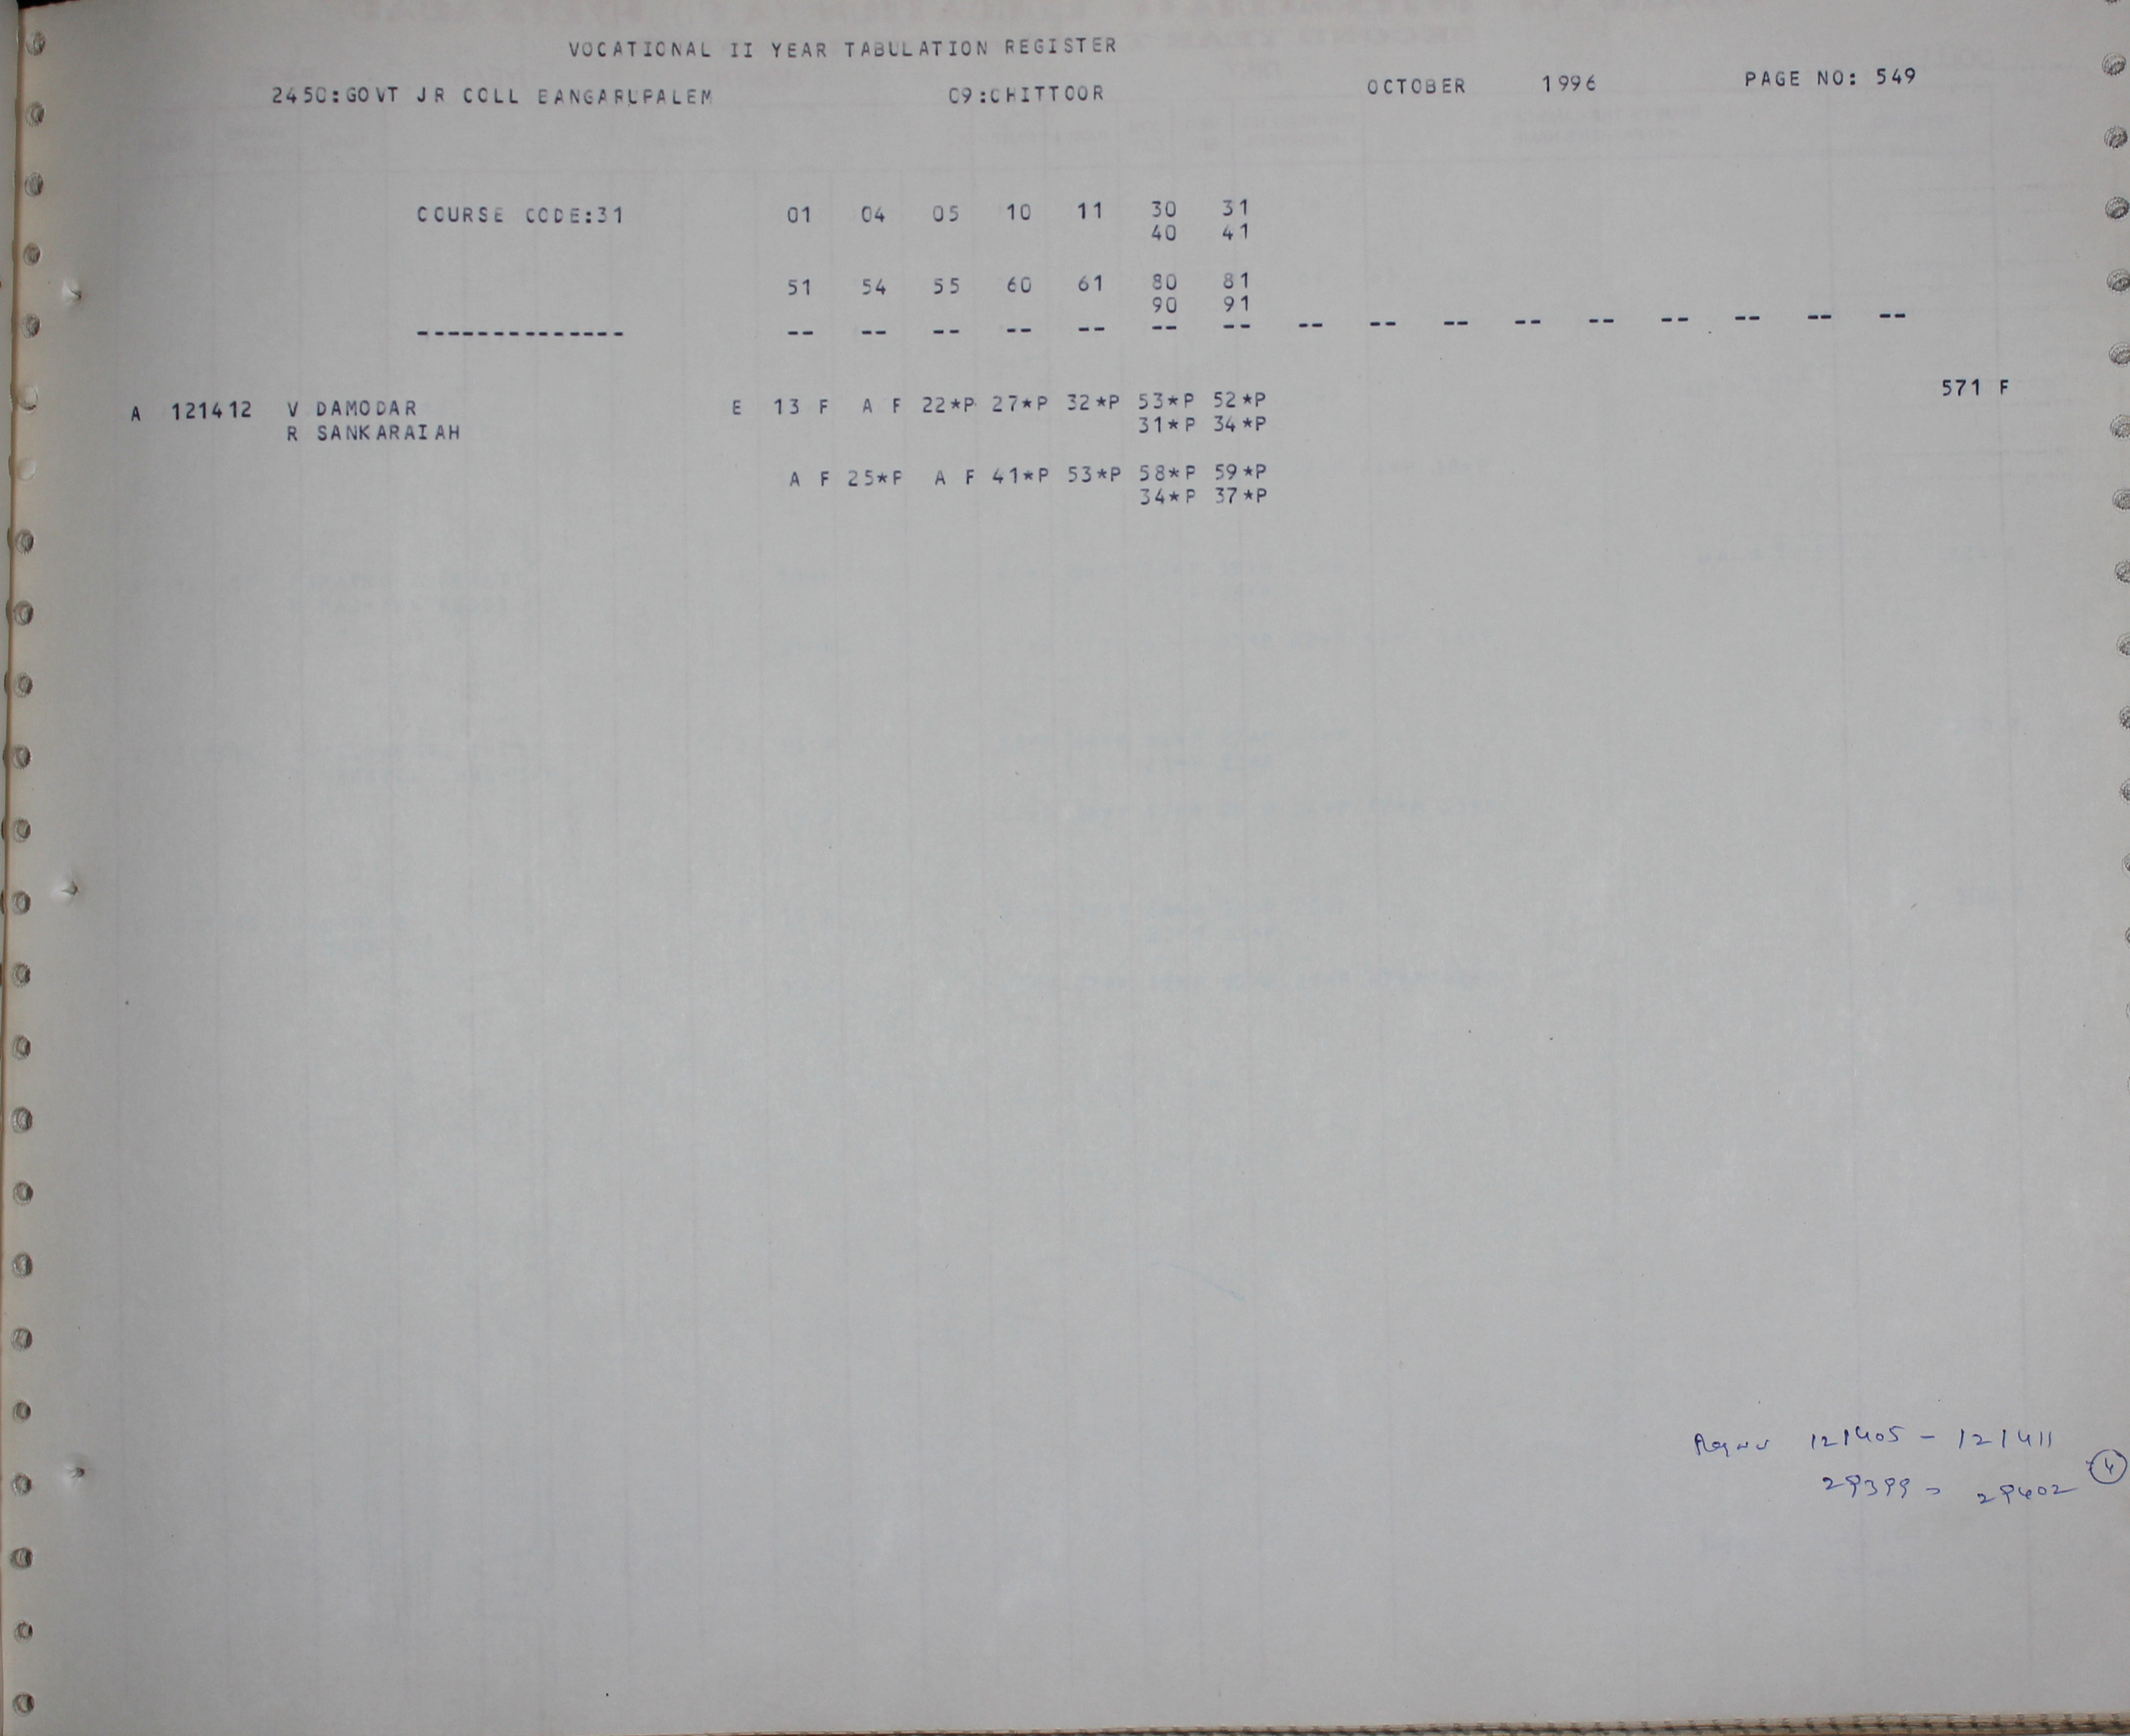 VOCATIONAL II YEAR TABULATION REGISTER
2450:GOVT JR COLL BANGARUPALEM 09:CHITTOOR OCTOBER 1996 PAGE NO: 549
COURSE CODE:31 01 04 05 10 11 30 31
40 41
51 54 55 60 61 80 81
90 91
-------------- -- -- -- -- -- -- -- -- -- -- -- -- -- -- -- --
A 121412 V DAMODAR E 13 F A F 22*P 27*P 32*P 53*P 52*P 571 F
R SANKARAIAH 31*P 34*P
A F 25*P A F 41*P 53*P 58*P 59*P
34*P 37*P
121405 - 121411
29399 - 29402 4